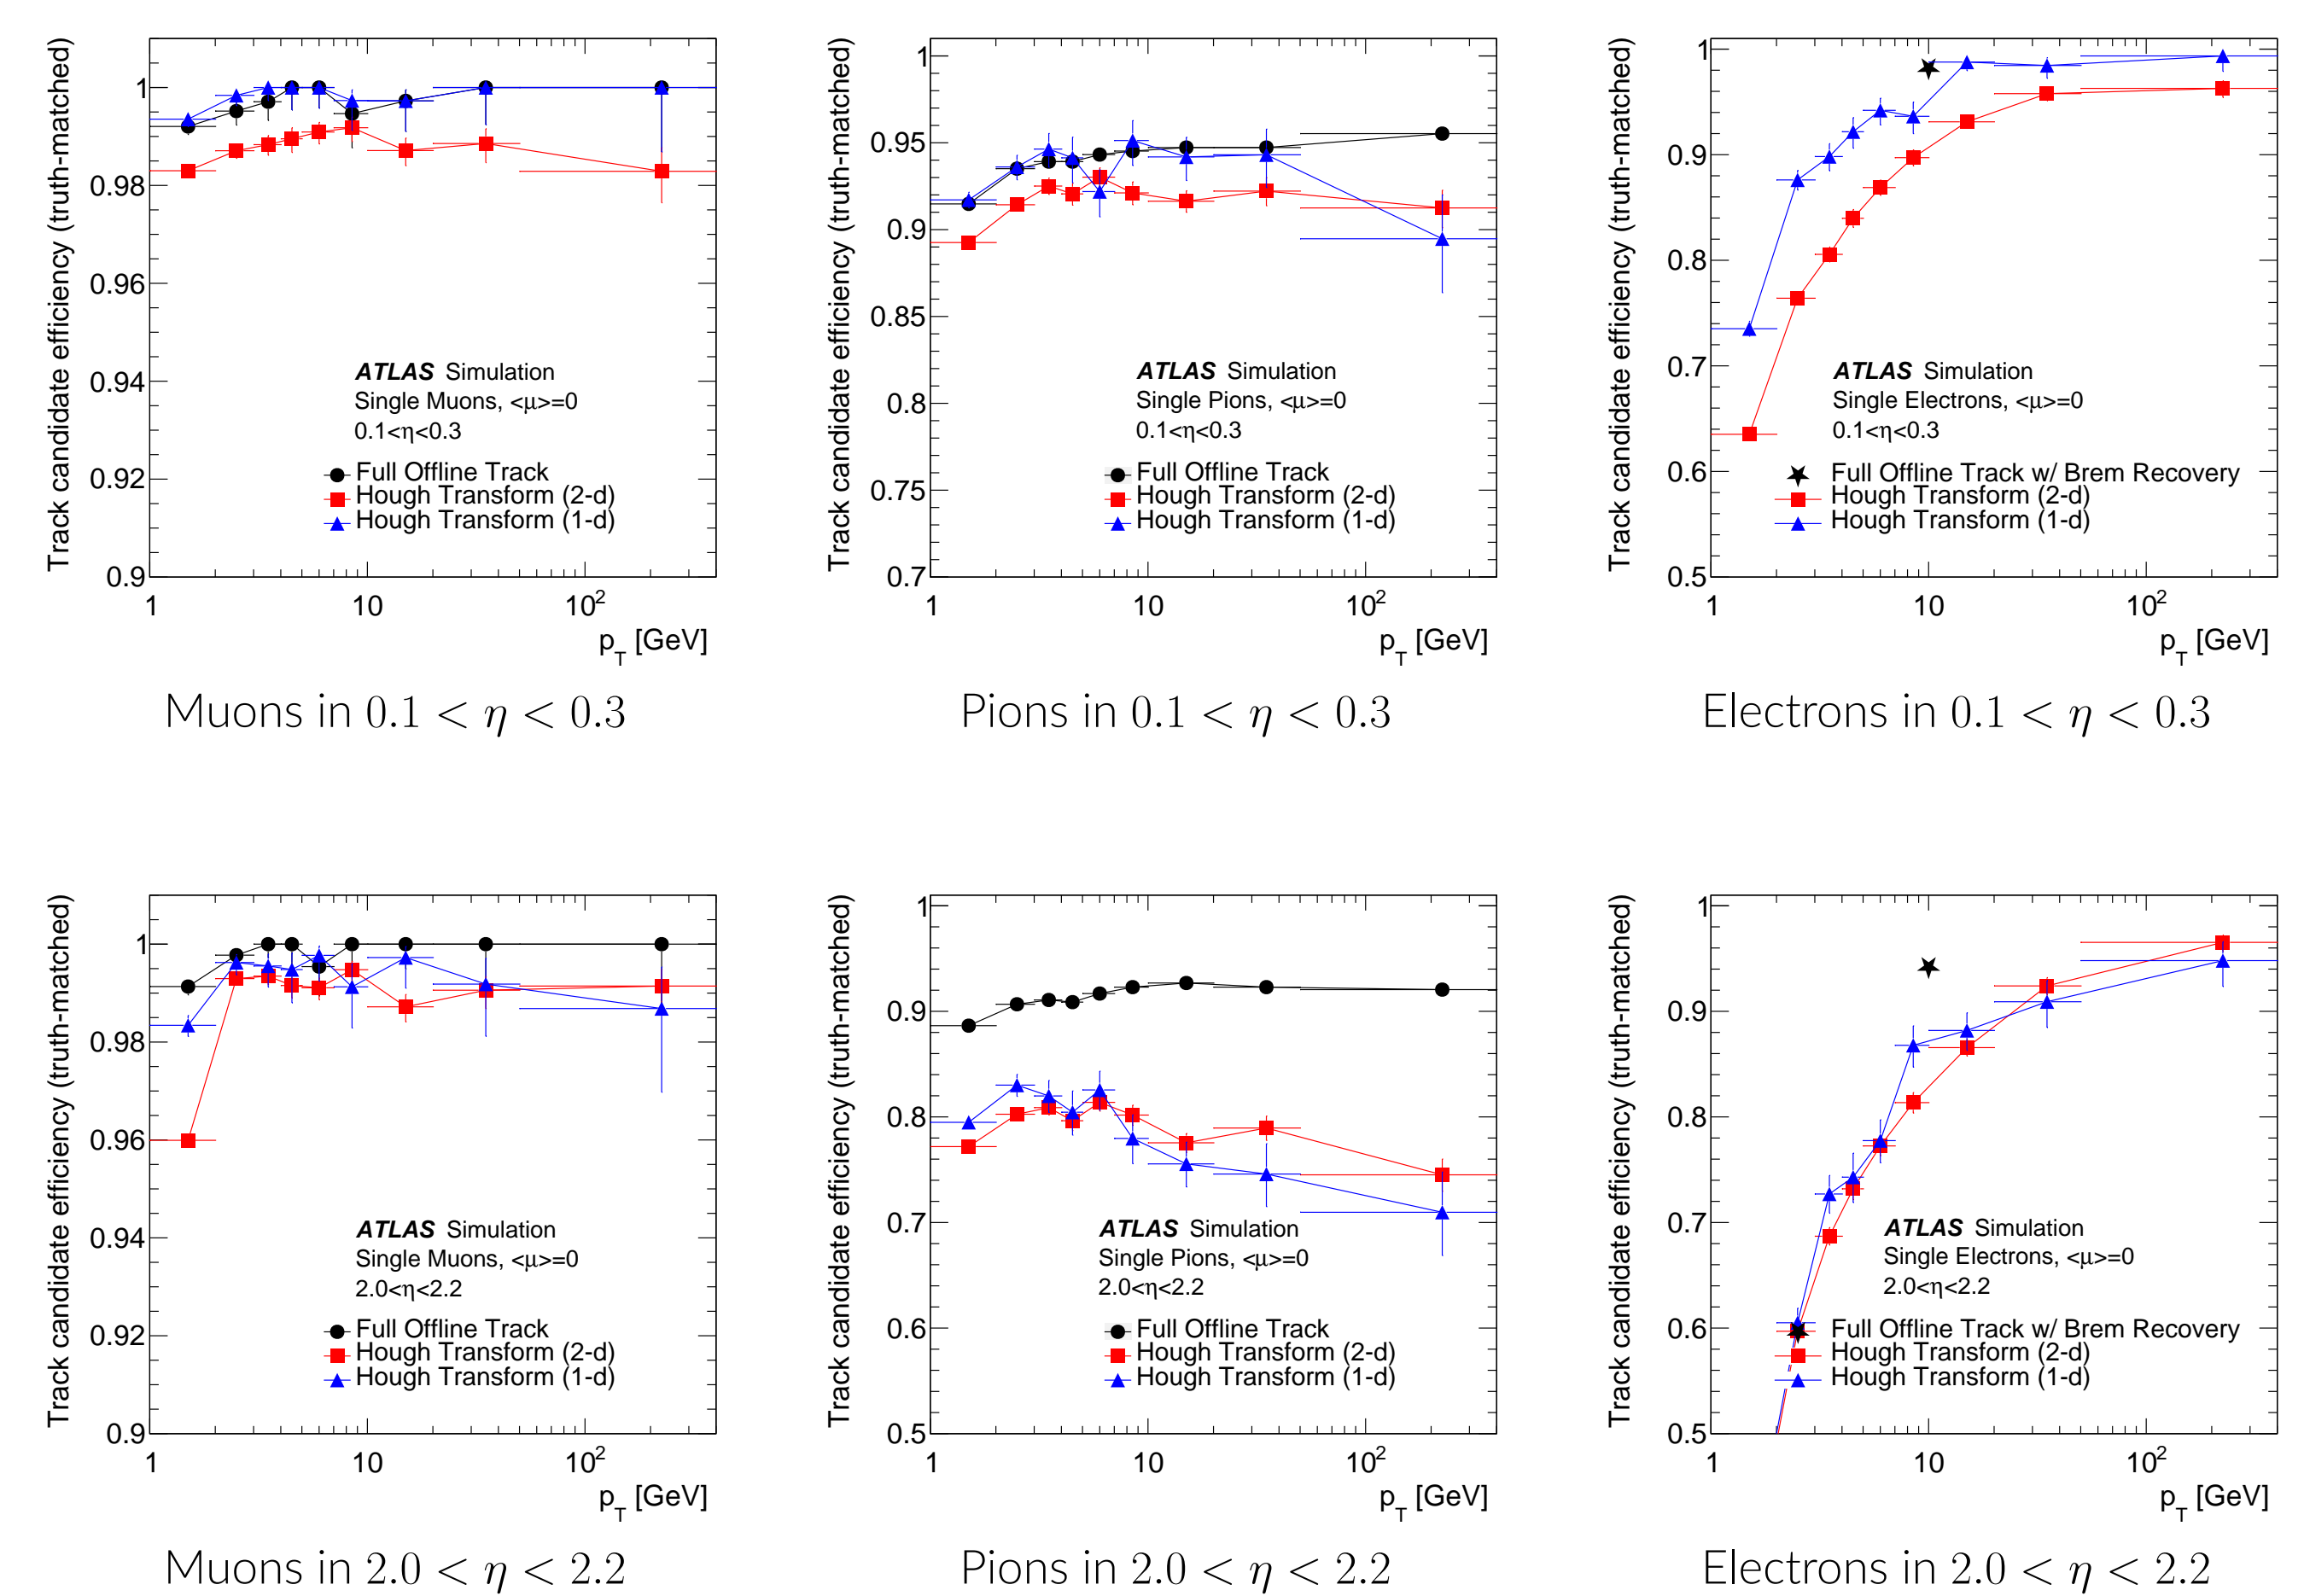 Track candidate efficiency (truth-matched)
1
0.98
0.96
0.94
0.92
0.9
ATLAS Simulation
Single Muons, <μ>=0
0.1<η<0.3
Full Offline Track
Hough Transform (2-d)
Hough Transform (1-d)
1 10 10²
p_T [GeV]
Muons in 0.1 < η < 0.3
Track candidate efficiency (truth-matched)
1
0.95
0.9
0.85
0.8
0.75
0.7
ATLAS Simulation
Single Pions, <μ>=0
0.1<η<0.3
Full Offline Track
Hough Transform (2-d)
Hough Transform (1-d)
1 10 10²
p_T [GeV]
Pions in 0.1 < η < 0.3
Track candidate efficiency (truth-matched)
1
0.9
0.8
0.7
0.6
0.5
ATLAS Simulation
Single Electrons, <μ>=0
0.1<η<0.3
Full Offline Track w/ Brem Recovery
Hough Transform (2-d)
Hough Transform (1-d)
1 10 10²
p_T [GeV]
Electrons in 0.1 < η < 0.3
Track candidate efficiency (truth-matched)
1
0.98
0.96
0.94
0.92
0.9
ATLAS Simulation
Single Muons, <μ>=0
2.0<η<2.2
Full Offline Track
Hough Transform (2-d)
Hough Transform (1-d)
1 10 10²
p_T [GeV]
Muons in 2.0 < η < 2.2
Track candidate efficiency (truth-matched)
1
0.9
0.8
0.7
0.6
0.5
ATLAS Simulation
Single Pions, <μ>=0
2.0<η<2.2
Full Offline Track
Hough Transform (2-d)
Hough Transform (1-d)
1 10 10²
p_T [GeV]
Pions in 2.0 < η < 2.2
Track candidate efficiency (truth-matched)
1
0.9
0.8
0.7
0.6
0.5
ATLAS Simulation
Single Electrons, <μ>=0
2.0<η<2.2
Full Offline Track w/ Brem Recovery
Hough Transform (2-d)
Hough Transform (1-d)
1 10 10²
p_T [GeV]
Electrons in 2.0 < η < 2.2